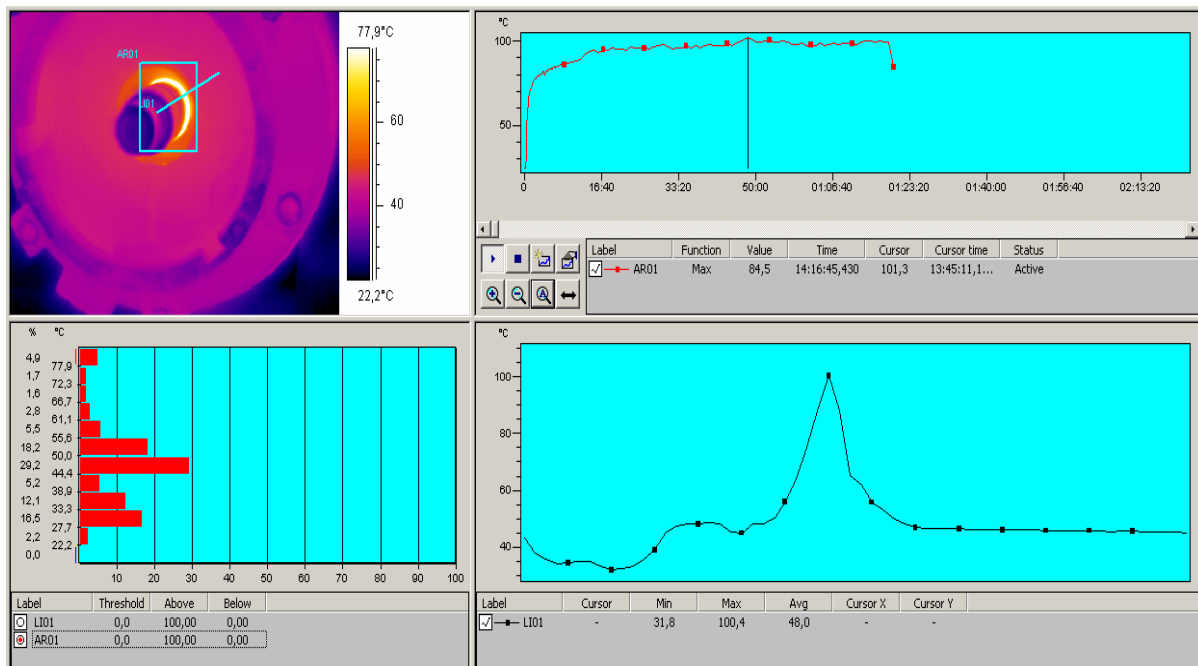 77,9°C
AR01
LI01
60
40
22,2°C
°C
100
50
0 16:40 33:20 50:00 01:06:40 01:23:20 01:40:00 01:56:40 02:13:20
Label Function Value Time Cursor Cursor time Status
AR01 Max 84,5 14:16:45,430 101,3 13:45:11,1... Active
A
% °C
4,9
77,9
1,7
72,3
1,6
66,7
2,8
61,1
5,5
55,6
18,2
50,0
29,2
44,4
5,2
38,9
12,1
33,3
16,5
27,7
2,2
22,2
0,0
10 20 30 40 50 60 70 80 90 100
Label Threshold Above Below
LI01 0,0 100,00 0,00
AR01 0,0 100,00 0,00
°C
100
80
60
40
Label Cursor Min Max Avg Cursor X Cursor Y
LI01 - 31,8 100,4 48,0 - -